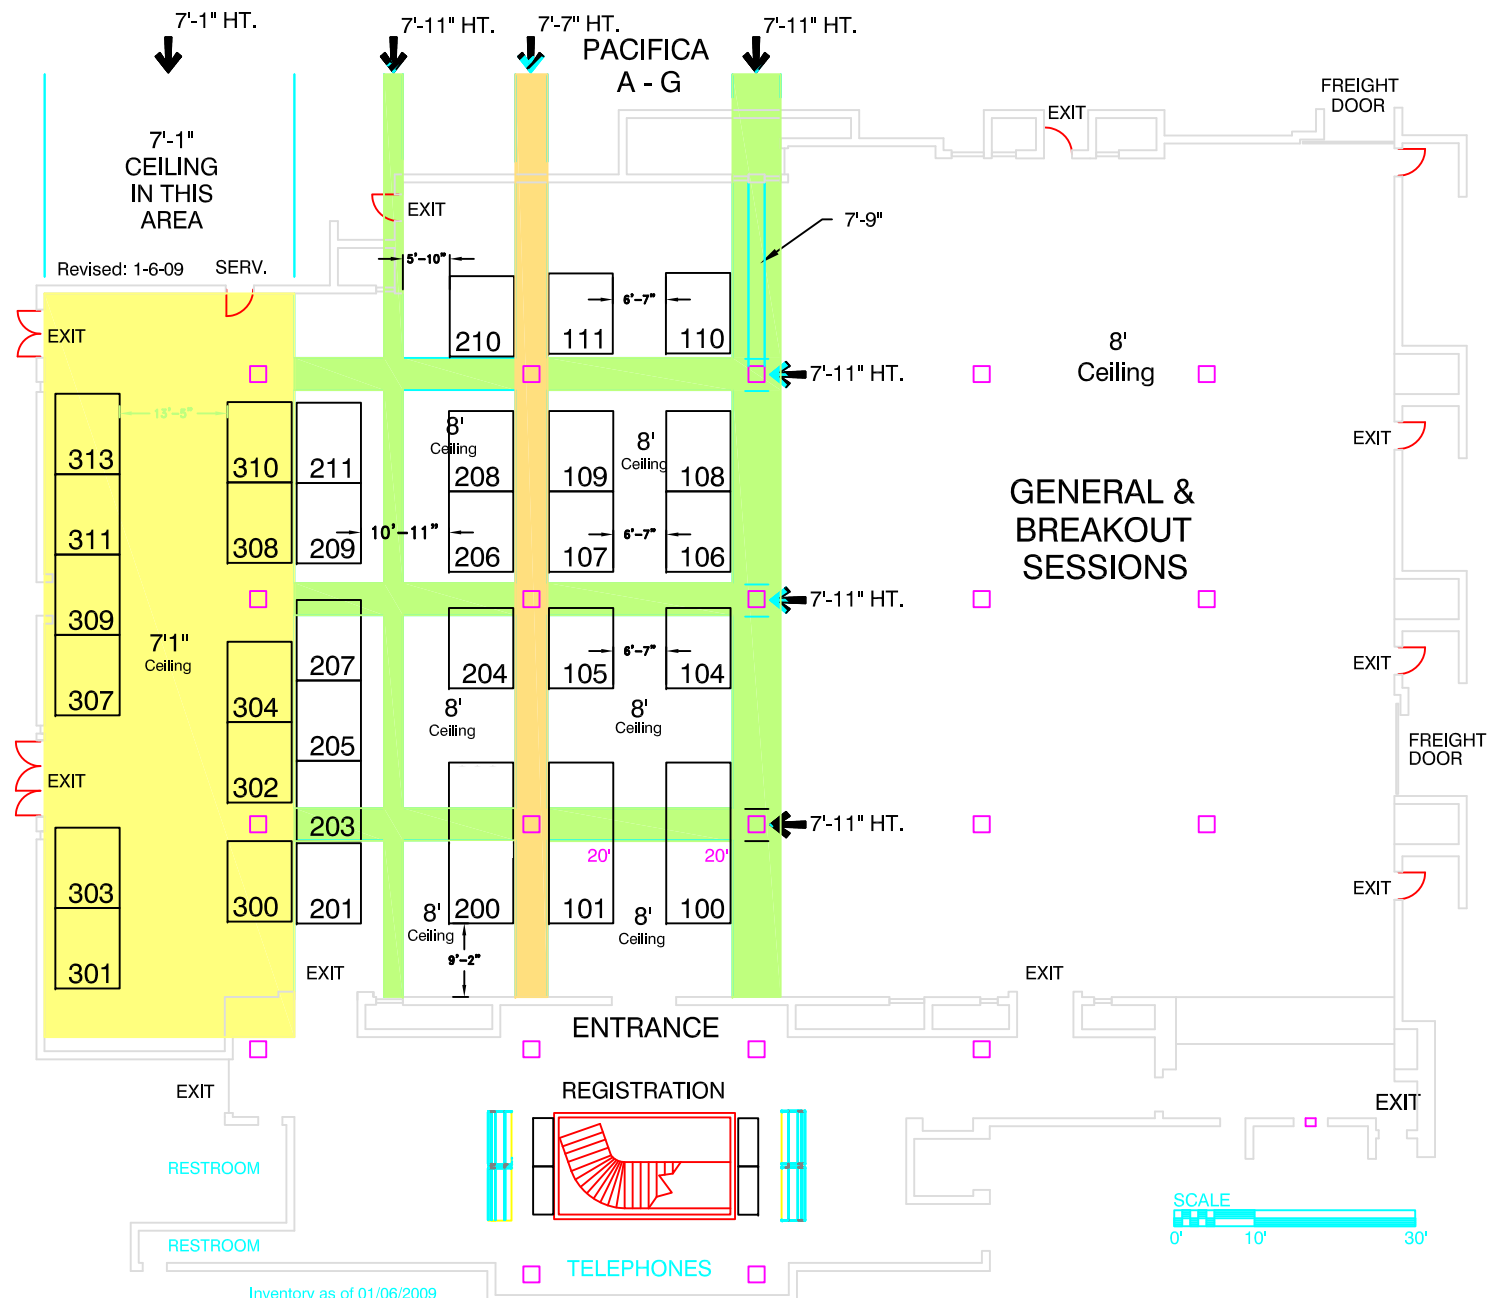 7'-1" HT.
7'-11" HT.
7'-7" HT.
7'-11" HT.
PACIFICA
A - G
FREIGHT
DOOR
EXIT
7'-1"
CEILING
IN THIS
AREA
EXIT
7'-9"
Revised: 1-6-09
SERV.
5'-10"
6'-7"
EXIT
210
111
110
8'
Ceiling
7'-11" HT.
13'-5"
8'
Ceiling
8'
Ceiling
EXIT
313
310
211
208
109
108
GENERAL &
BREAKOUT
SESSIONS
10'-11"
6'-7"
311
308
209
206
107
106
7'-11" HT.
309
7'1"
Ceiling
6'-7"
EXIT
207
204
105
104
307
304
8'
Ceiling
8'
Ceiling
205
FREIGHT
DOOR
EXIT
302
203
7'-11" HT.
20'
20'
303
300
201
8'
Ceiling
200
101
8'
Ceiling
100
EXIT
9'-2"
301
EXIT
EXIT
ENTRANCE
EXIT
REGISTRATION
EXIT
RESTROOM
SCALE
0'
10'
30'
RESTROOM
TELEPHONES
Inventory as of 01/06/2009